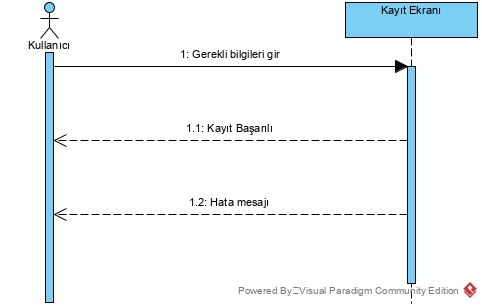 Kayıt Ekranı
Kullanıcı
1: Gerekli bilgileri gir
1.1: Kayıt Başarılı
1.2: Hata mesajı
Powered By Visual Paradigm Community Edition